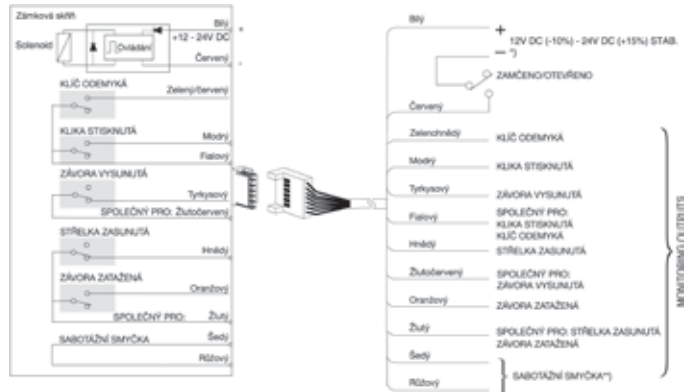 Zámková skříň
Solenoid
Ovládání
Bílý
+
+12 - 24V DC
Červený
-
KLÍČ ODEMYKÁ
Zelený/červený
KLIKA STISKNUTÁ
Modrý
Fialový
ZÁVORA VYSUNUTÁ
Tyrkysový
SPOLEČNÝ PRO: Žlutočervený
STŘELKA ZASUNUTÁ
Hnědý
ZÁVORA ZATAŽENÁ
Oranžový
SPOLEČNÝ PRO: Žlutý
SABOTÁŽNÍ SMYČKA
Šedý
Růžový
Bílý
+
12V DC (-10%) - 24V DC (+15%) STAB.
— *)
ZAMČENO/OTEVŘENO
Červený
Zelenohnědý
KLÍČ ODEMYKÁ
Modrý
KLIKA STISKNUTÁ
Tyrkysový
ZÁVORA VYSUNUTÁ
Fialový
SPOLEČNÝ PRO:
KLIKA STISKNUTÁ
KLÍČ ODEMYKÁ
Hnědý
STŘELKA ZASUNUTÁ
Žlutočervený
SPOLEČNÝ PRO:
ZÁVORA VYSUNUTÁ
Oranžový
ZÁVORA ZATAŽENÁ
Žlutý
SPOLEČNÝ PRO: STŘELKA ZASUNUTÁ
ZÁVORA ZATAŽENÁ
Šedý
SABOTÁŽNÍ SMYČKA**)
Růžový
MONITORING OUTPUTS